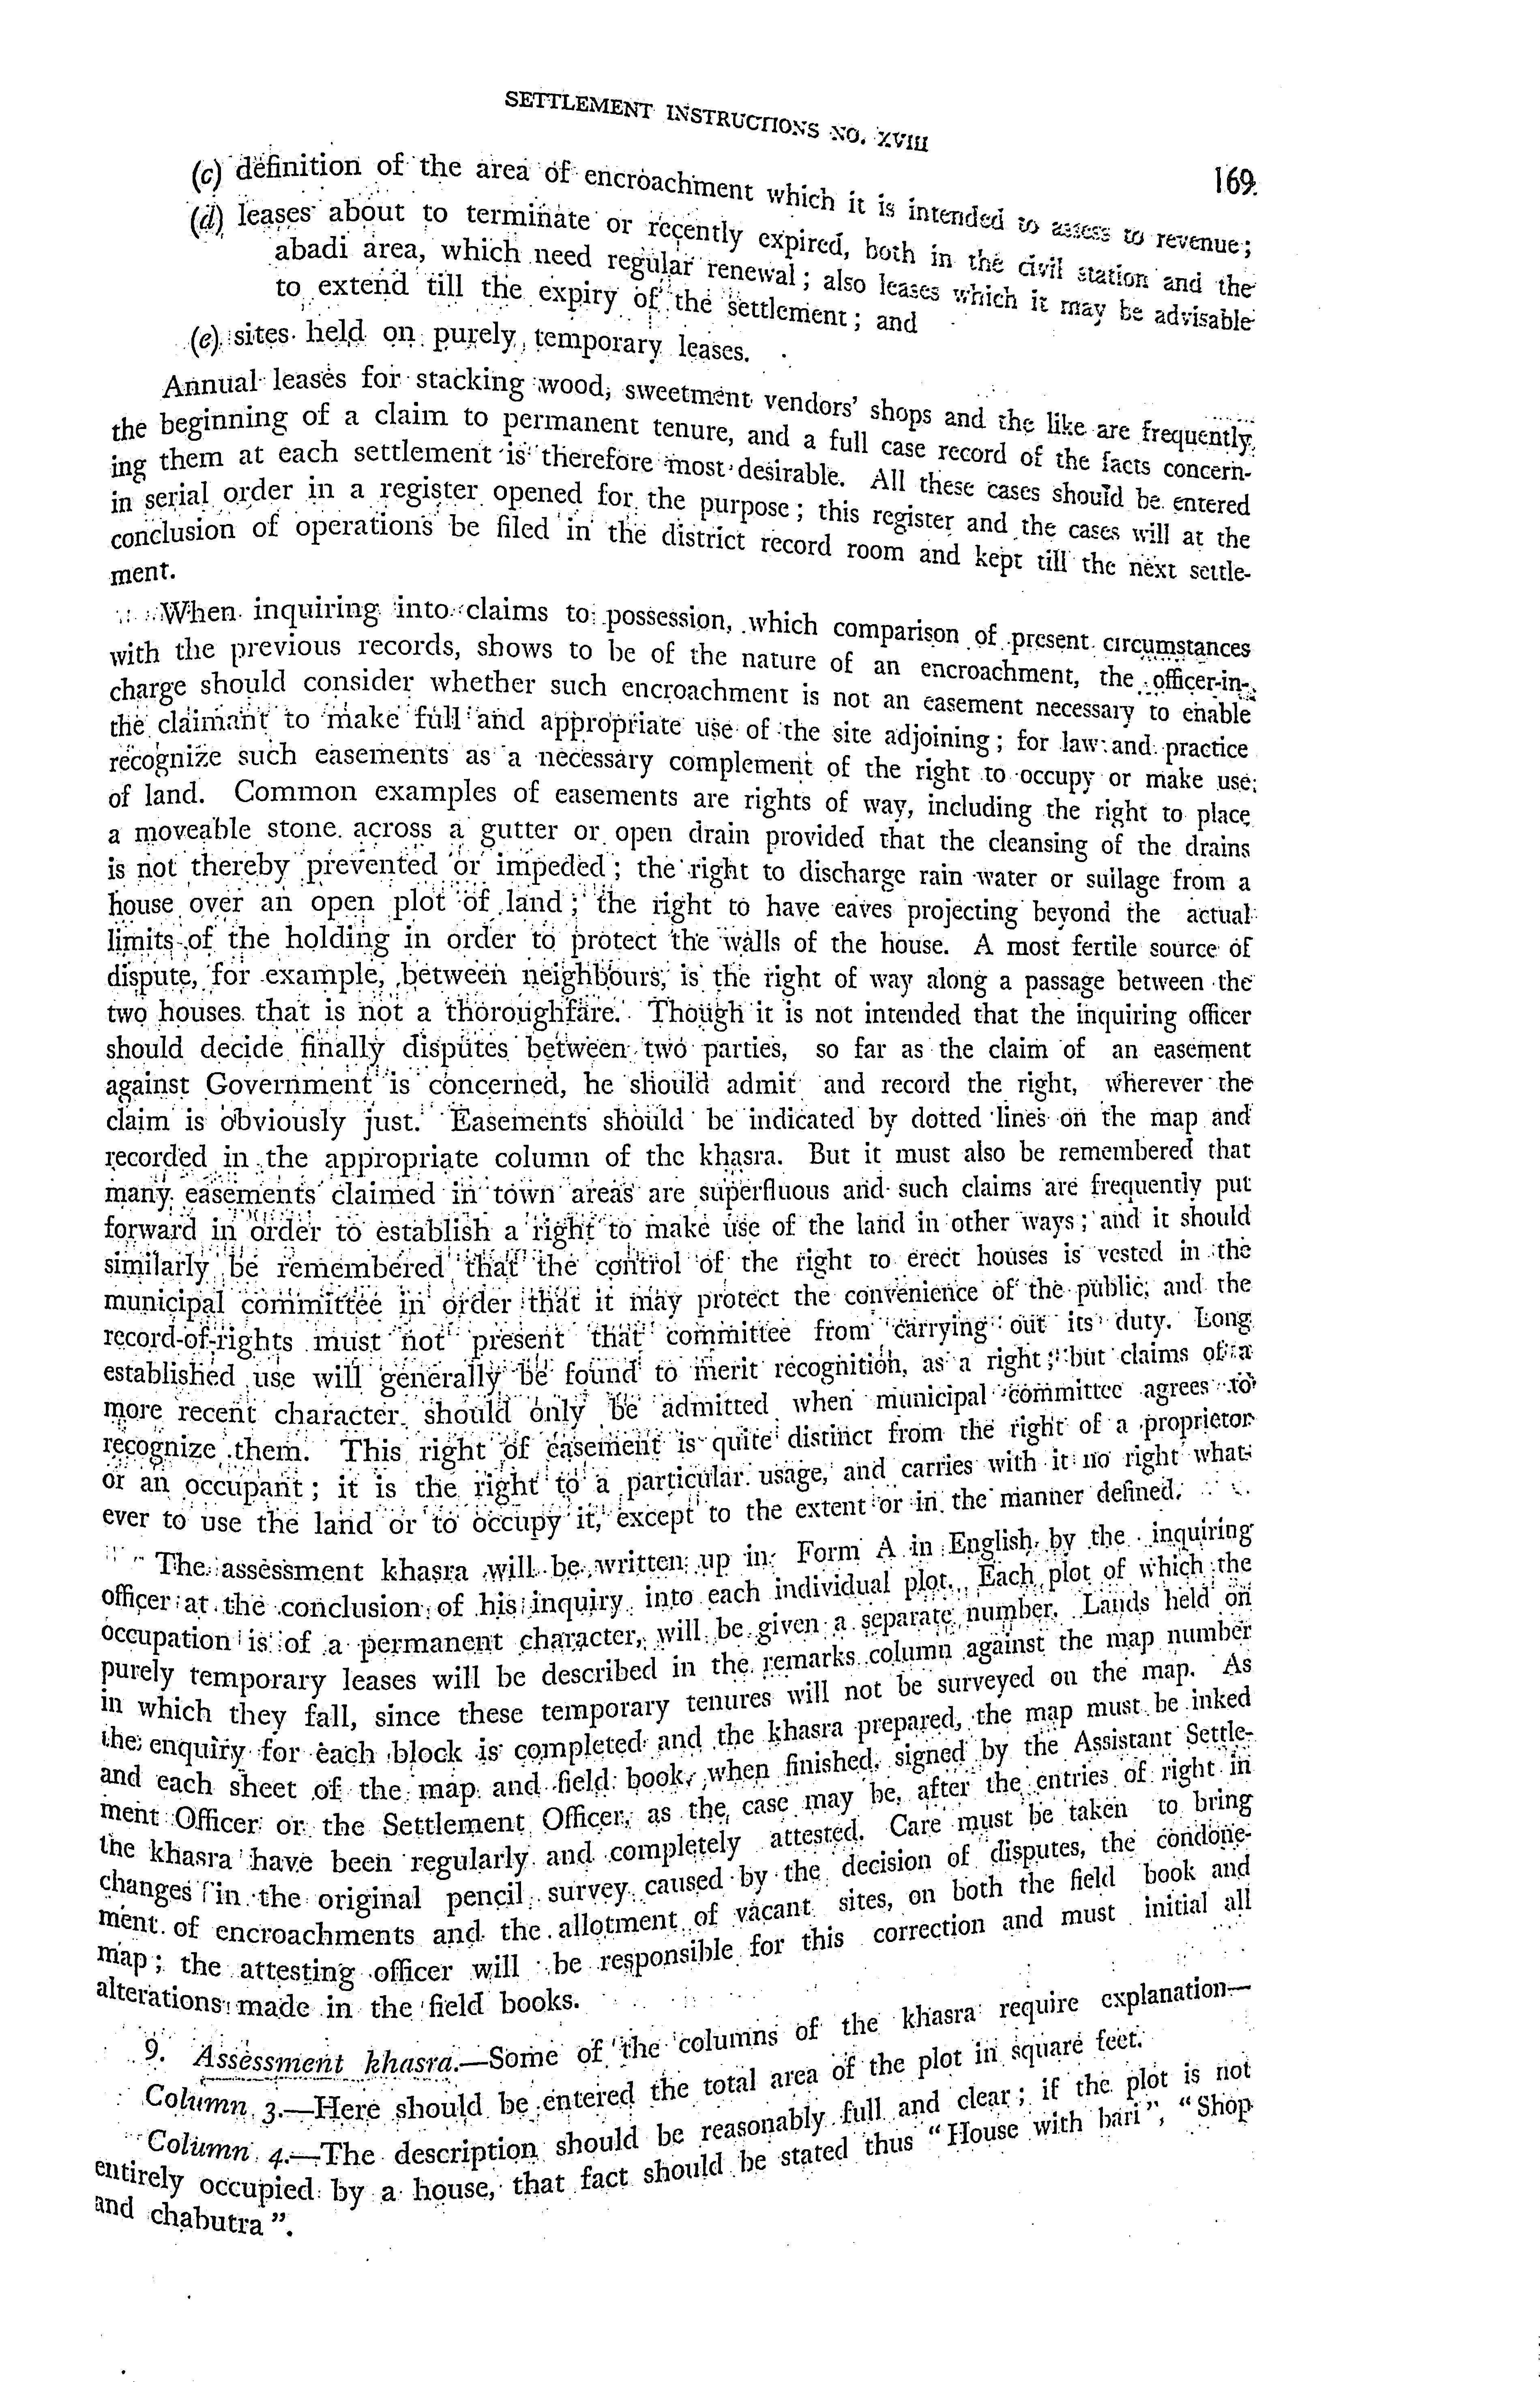 SETTLEMENT INSTRUCTIONS NO. XVIII
169.
(c) definition of the area of encroachment which it is intended to assess to revenue;
(d) leases about to terminate or recently expired, both in the civil station and the
abadi area, which need regular renewal; also leases which it may be advisable
to extend till the expiry of the settlement; and
(e) sites held on purely temporary leases.
Annual leases for stacking wood, sweetment vendors' shops and the like are frequently
the beginning of a claim to permanent tenure, and a full case record of the facts concern-
ing them at each settlement is therefore most desirable. All these cases should be entered
in serial order in a register opened for the purpose; this register and the cases will at the
conclusion of operations be filed in the district record room and kept till the next settle-
ment.
When inquiring into claims to possession, which comparison of present circumstances
with the previous records, shows to be of the nature of an encroachment, the officer-in-
charge should consider whether such encroachment is not an easement necessary to enable
the claimant to make full and appropriate use of the site adjoining; for law and practice
recognize such easements as a necessary complement of the right to occupy or make use
of land. Common examples of easements are rights of way, including the right to place
a moveable stone across a gutter or open drain provided that the cleansing of the drains
is not thereby prevented or impeded; the right to discharge rain water or sullage from a
house over an open plot of land; the right to have eaves projecting beyond the actual
limits of the holding in order to protect the walls of the house. A most fertile source of
dispute, for example, between neighbours, is the right of way along a passage between the
two houses that is not a thoroughfare. Though it is not intended that the inquiring officer
should decide finally disputes between two parties, so far as the claim of an easement
against Government is concerned, he should admit and record the right, wherever the
claim is obviously just. Easements should be indicated by dotted lines on the map and
recorded in the appropriate column of the khasra. But it must also be remembered that
many easements claimed in town areas are superfluous and such claims are frequently put
forward in order to establish a right to make use of the land in other ways; and it should
similarly be remembered that the control of the right to erect houses is vested in the
municipal committee in order that it may protect the convenience of the public, and the
record-of-rights must not present that committee from carrying out its duty. Long
established use will generally be found to merit recognition, as a right; but claims of a
more recent character should only be admitted when municipal committee agrees to
recognize them. This right of easement is quite distinct from the right of a proprietor
or an occupant; it is the right to a particular usage, and carries with it no right what-
ever to use the land or to occupy it, except to the extent or in the manner defined.
The assessment khasra will be written up in Form A in English by the inquiring
officer at the conclusion of his inquiry into each individual plot. Each plot of which the
occupation is of a permanent character, will be given a separate number. Lands held on
purely temporary leases will be described in the remarks column against the map number
in which they fall, since these temporary tenures will not be surveyed on the map. As
the enquiry for each block is completed and the khasra prepared, the map must be inked
and each sheet of the map and field book, when finished, signed by the Assistant Settle-
ment Officer or the Settlement Officer, as the case may be, after the entries of right in
the khasra have been regularly and completely attested. Care must be taken to bring
changes in the original pencil survey caused by the decision of disputes, the condone-
ment of encroachments and the allotment of vacant sites, on both the field book and
map; the attesting officer will be responsible for this correction and must initial all
alterations made in the field books.
9. Assessment khasra.—Some of the columns of the khasra require explanation—
Column 3.—Here should be entered the total area of the plot in square feet.
Column 4.—The description should be reasonably full and clear; if the plot is not
entirely occupied by a house, that fact should be stated thus "House with bari", "Shop
and chabutra".